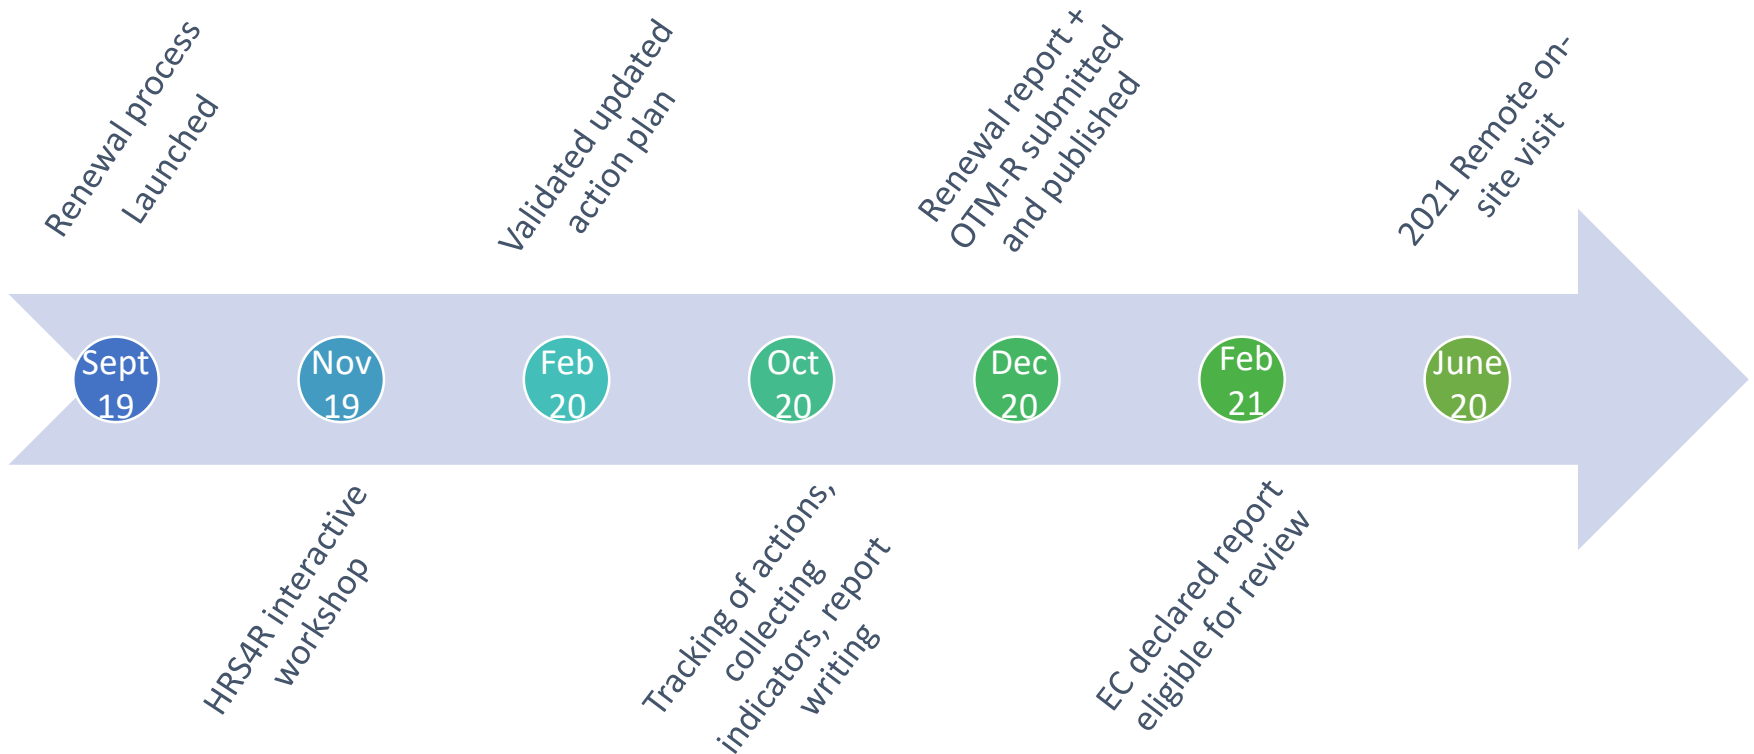 Renewal process
Launched
Validated updated
action plan
Renewal report +
OTM-R submitted
and published
2021 Remote on-
site visit
Sept
19
Nov
19
Feb
20
Oct
20
Dec
20
Feb
21
June
20
HRS4R interactive
workshop
Tracking of actions,
collecting
indicators, report
writing
EC declared report
eligible for review